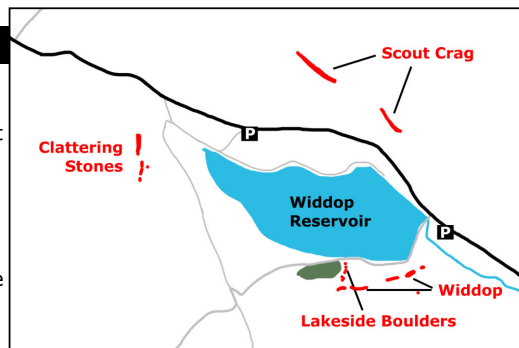 Scout Crag
P
Clattering
Stones
Widdop
Reservoir
P
Widdop
Lakeside Boulders